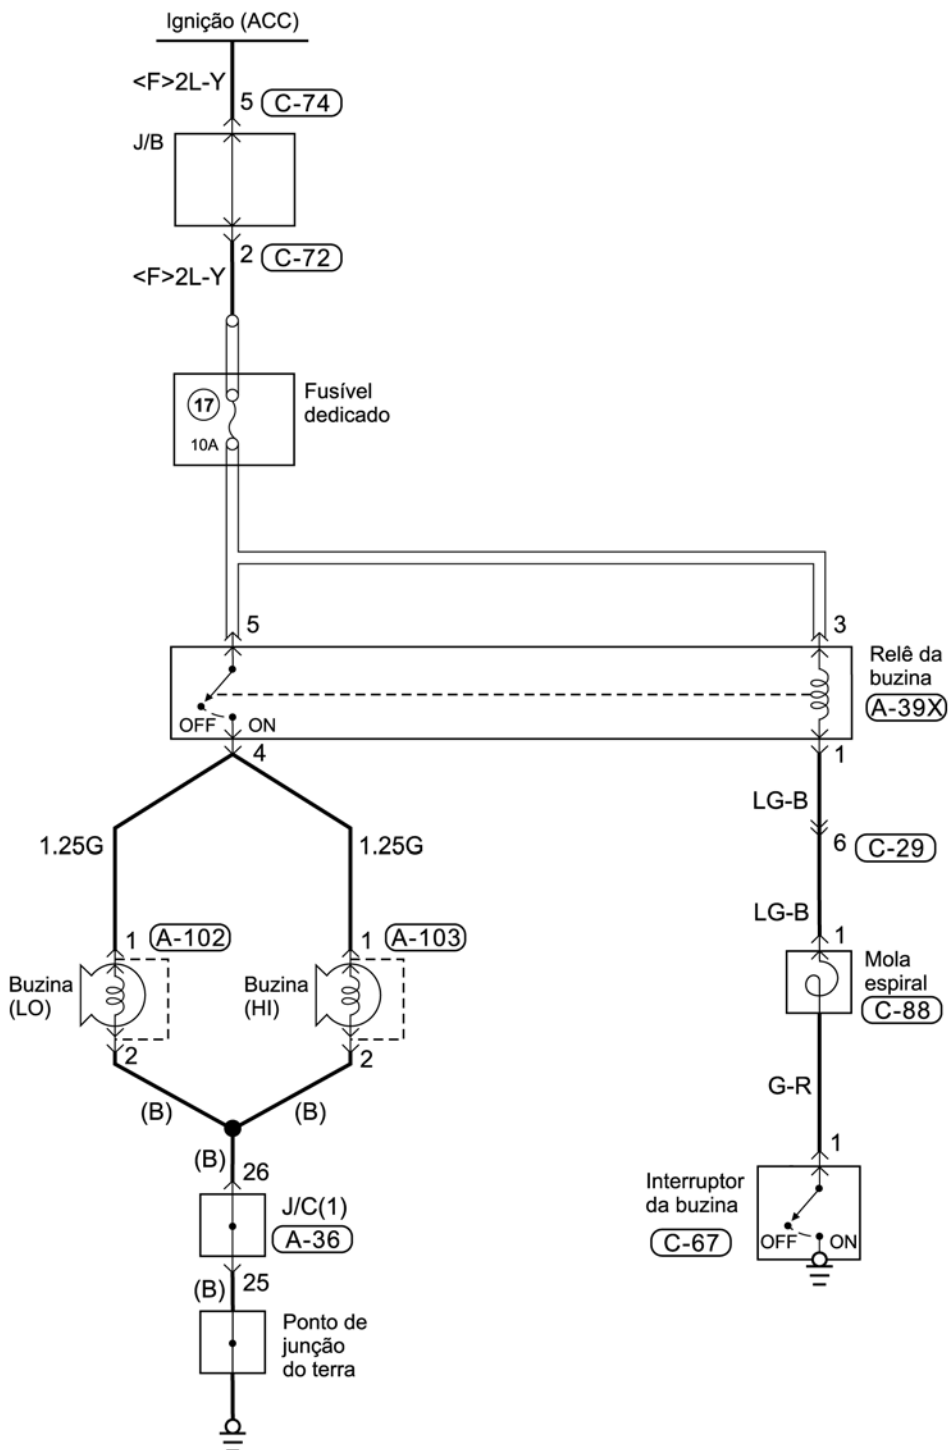 Ignição (ACC)
<F>2L-Y
5 C-74
J/B
2 C-72
<F>2L-Y
17
10A
Fusível
dedicado
5
3
Relê da
buzina
A-39X
OFF ON
4
1
LG-B
1.25G
1.25G
6 C-29
LG-B
1 A-102
1 A-103
1
Buzina
(LO)
Buzina
(HI)
Mola
espiral
C-88
2
2
G-R
(B)
(B)
(B)
26
1
J/C(1)
A-36
Interruptor
da buzina
C-67
OFF ON
25
(B)
Ponto de
junção
do terra